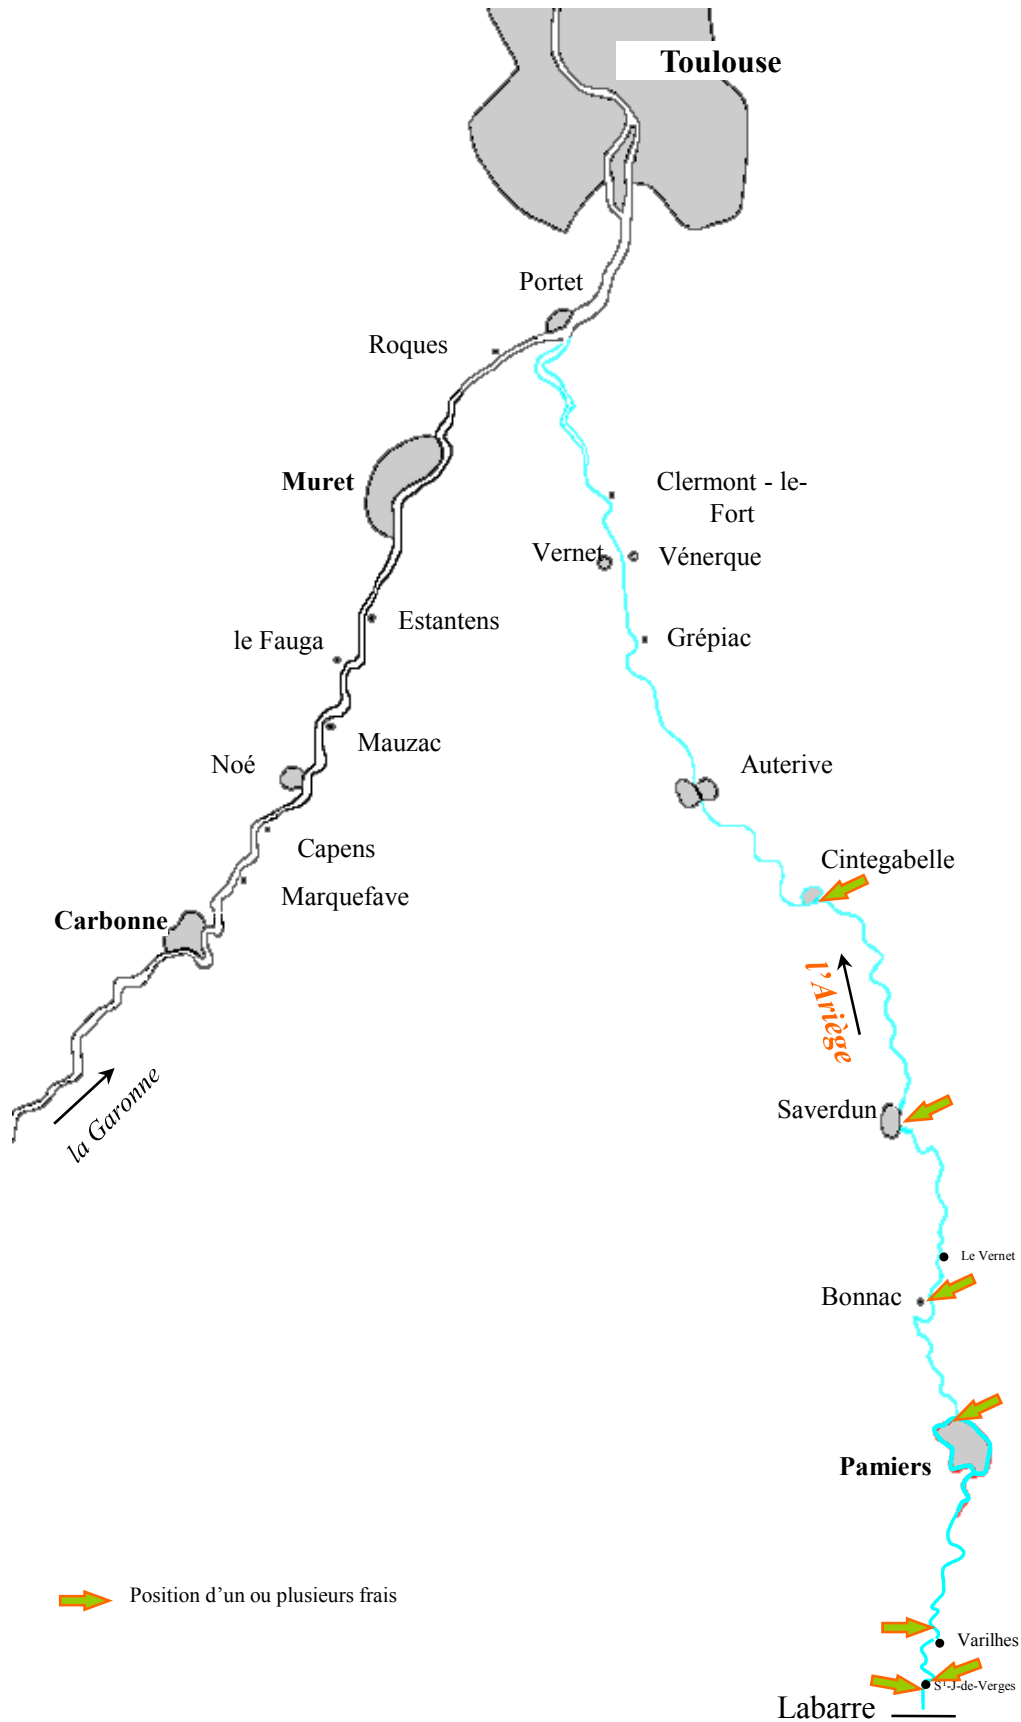 Toulouse
Portet
Roques
Muret
Clermont - le-
Fort
Vernet
Vénerque
Estantens
Grépiac
le Fauga
Mauzac
Noé
Auterive
Capens
Cintegabelle
Marquefave
Carbonne
l'Ariège
la Garonne
Saverdun
Le Vernet
Bonnac
Pamiers
Position d'un ou plusieurs frais
Varilhes
St-J-de-Verges
Labarre